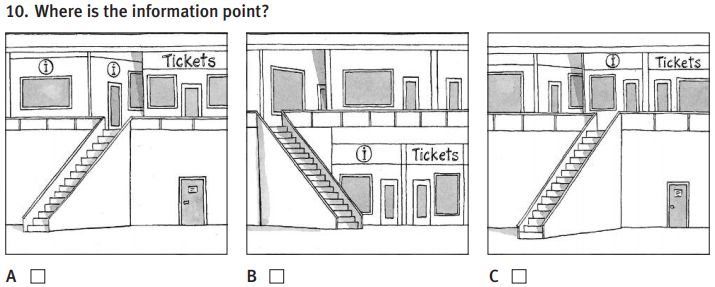 10. Where is the information point?
i i Tickets
i Tickets
i Tickets
A B C